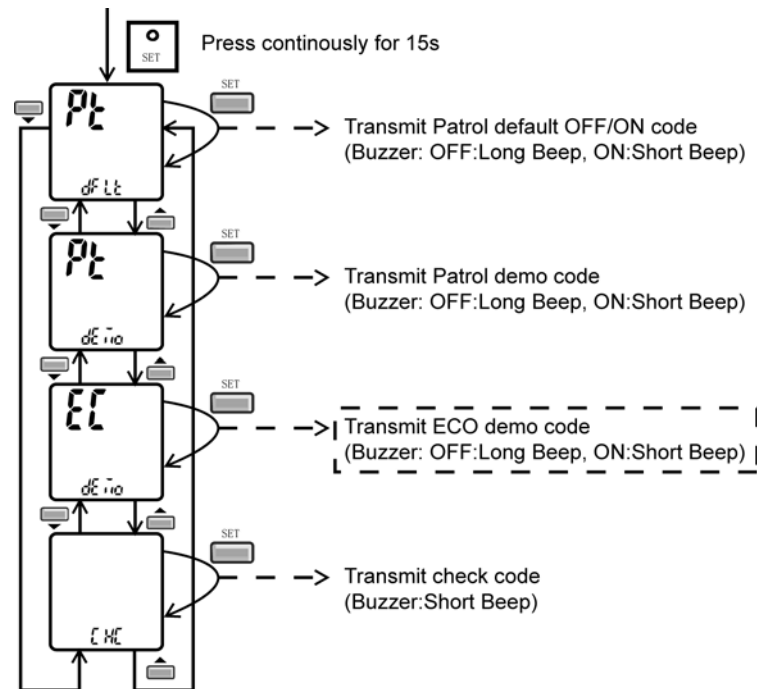 SET
Press continously for 15s
Pt
dFLt
SET
Transmit Patrol default OFF/ON code
(Buzzer: OFF:Long Beep, ON:Short Beep)
Pt
dEmo
SET
Transmit Patrol demo code
(Buzzer: OFF:Long Beep, ON:Short Beep)
EC
dEmo
SET
Transmit ECO demo code
(Buzzer: OFF:Long Beep, ON:Short Beep)
CHC
SET
Transmit check code
(Buzzer:Short Beep)